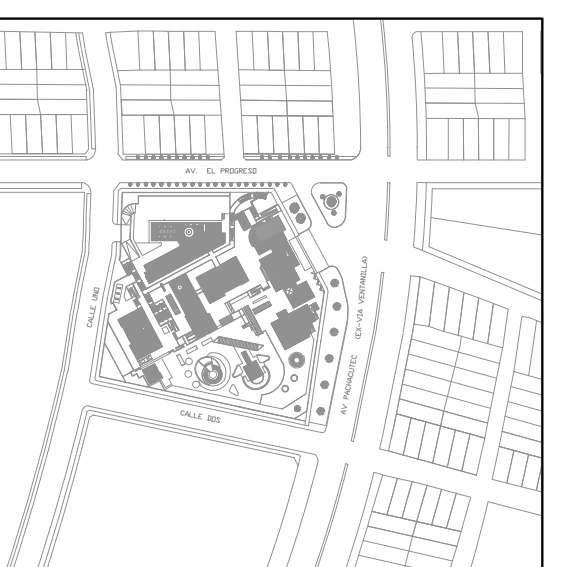 AV. EL PROGRESO
CALLE UNO
(EX-VIA VENTANILLA)
AV PACHACUTEC
CALLE DOS